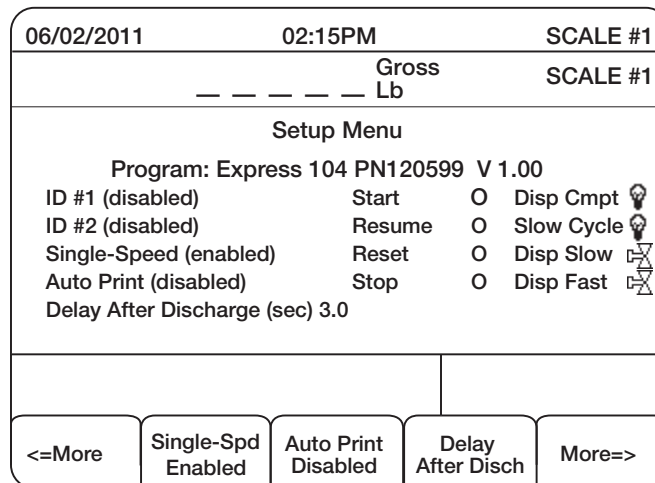 06/02/2011 02:15PM SCALE #1
Gross SCALE #1
_ _ _ _ _ Lb
Setup Menu
Program: Express 104 PN120599 V 1.00
ID #1 (disabled) Start O Disp Cmpt
ID #2 (disabled) Resume O Slow Cycle
Single-Speed (enabled) Reset O Disp Slow
Auto Print (disabled) Stop O Disp Fast
Delay After Discharge (sec) 3.0
<=More Single-Spd Enabled Auto Print Disabled Delay After Disch More=>